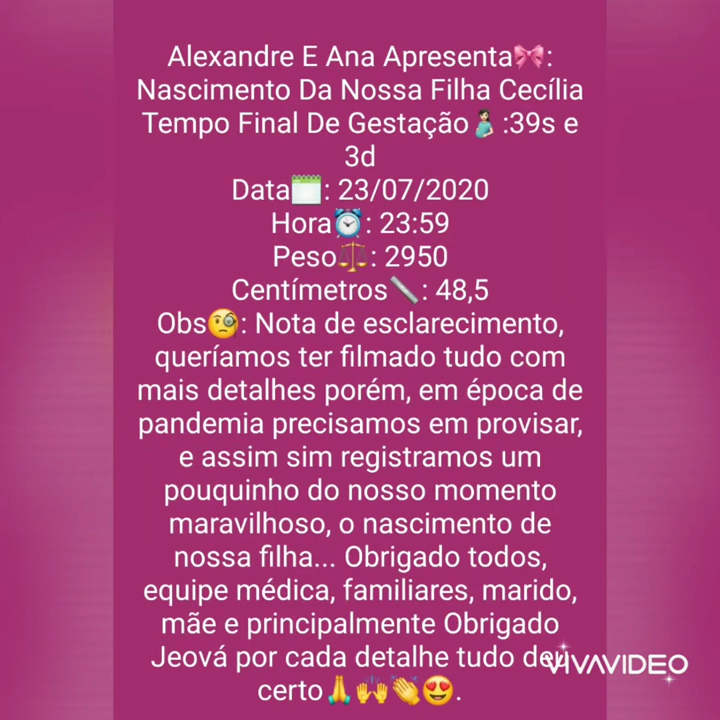 Alexandre E Ana Apresenta🎀:
Nascimento Da Nossa Filha Cecília
Tempo Final De Gestação🤰:39s e
3d
Data🗓: 23/07/2020
Hora⏰: 23:59
Peso⚖: 2950
Centímetros📏: 48,5
Obs🧐: Nota de esclarecimento,
queríamos ter filmado tudo com
mais detalhes porém, em época de
pandemia precisamos em provisar,
e assim sim registramos um
pouquinho do nosso momento
maravilhoso, o nascimento de
nossa filha... Obrigado todos,
equipe médica, familiares, marido,
mãe e principalmente Obrigado
Jeová por cada detalhe tudo deu
certo🙏🙌👏😍.
VIVAVIDEO